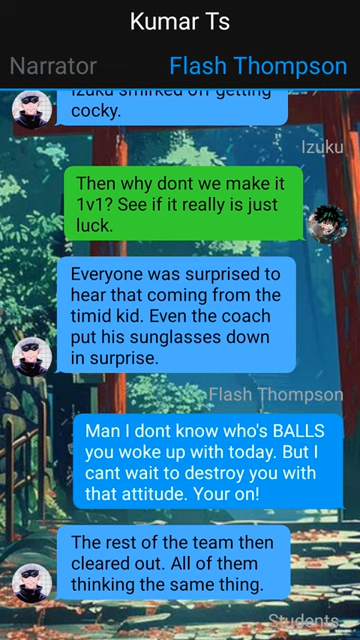 Kumar Ts
Narrator
Flash Thompson
Izuku smirked off getting
cocky.
Izuku
Then why dont we make it
1v1? See if it really is just
luck.
Everyone was surprised to
hear that coming from the
timid kid. Even the coach
put his sunglasses down
in surprise.
Flash Thompson
Man I dont know who's BALLS
you woke up with today. But I
cant wait to destroy you with
that attitude. Your on!
The rest of the team then
cleared out. All of them
thinking the same thing.
Students